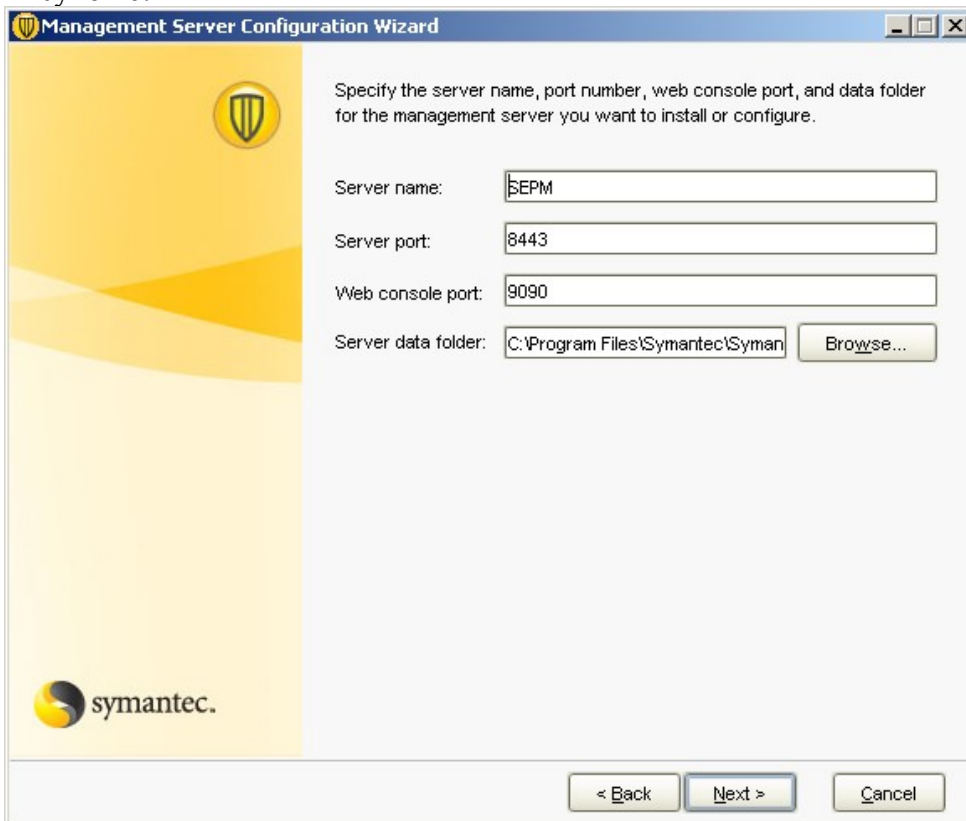 Management Server Configuration Wizard
Specify the server name, port number, web console port, and data folder
for the management server you want to install or configure.
Server name: SEPM
Server port: 8443
Web console port: 9090
Server data folder: C:\Program Files\Symantec\Syman Browse...
symantec.
< Back Next > Cancel